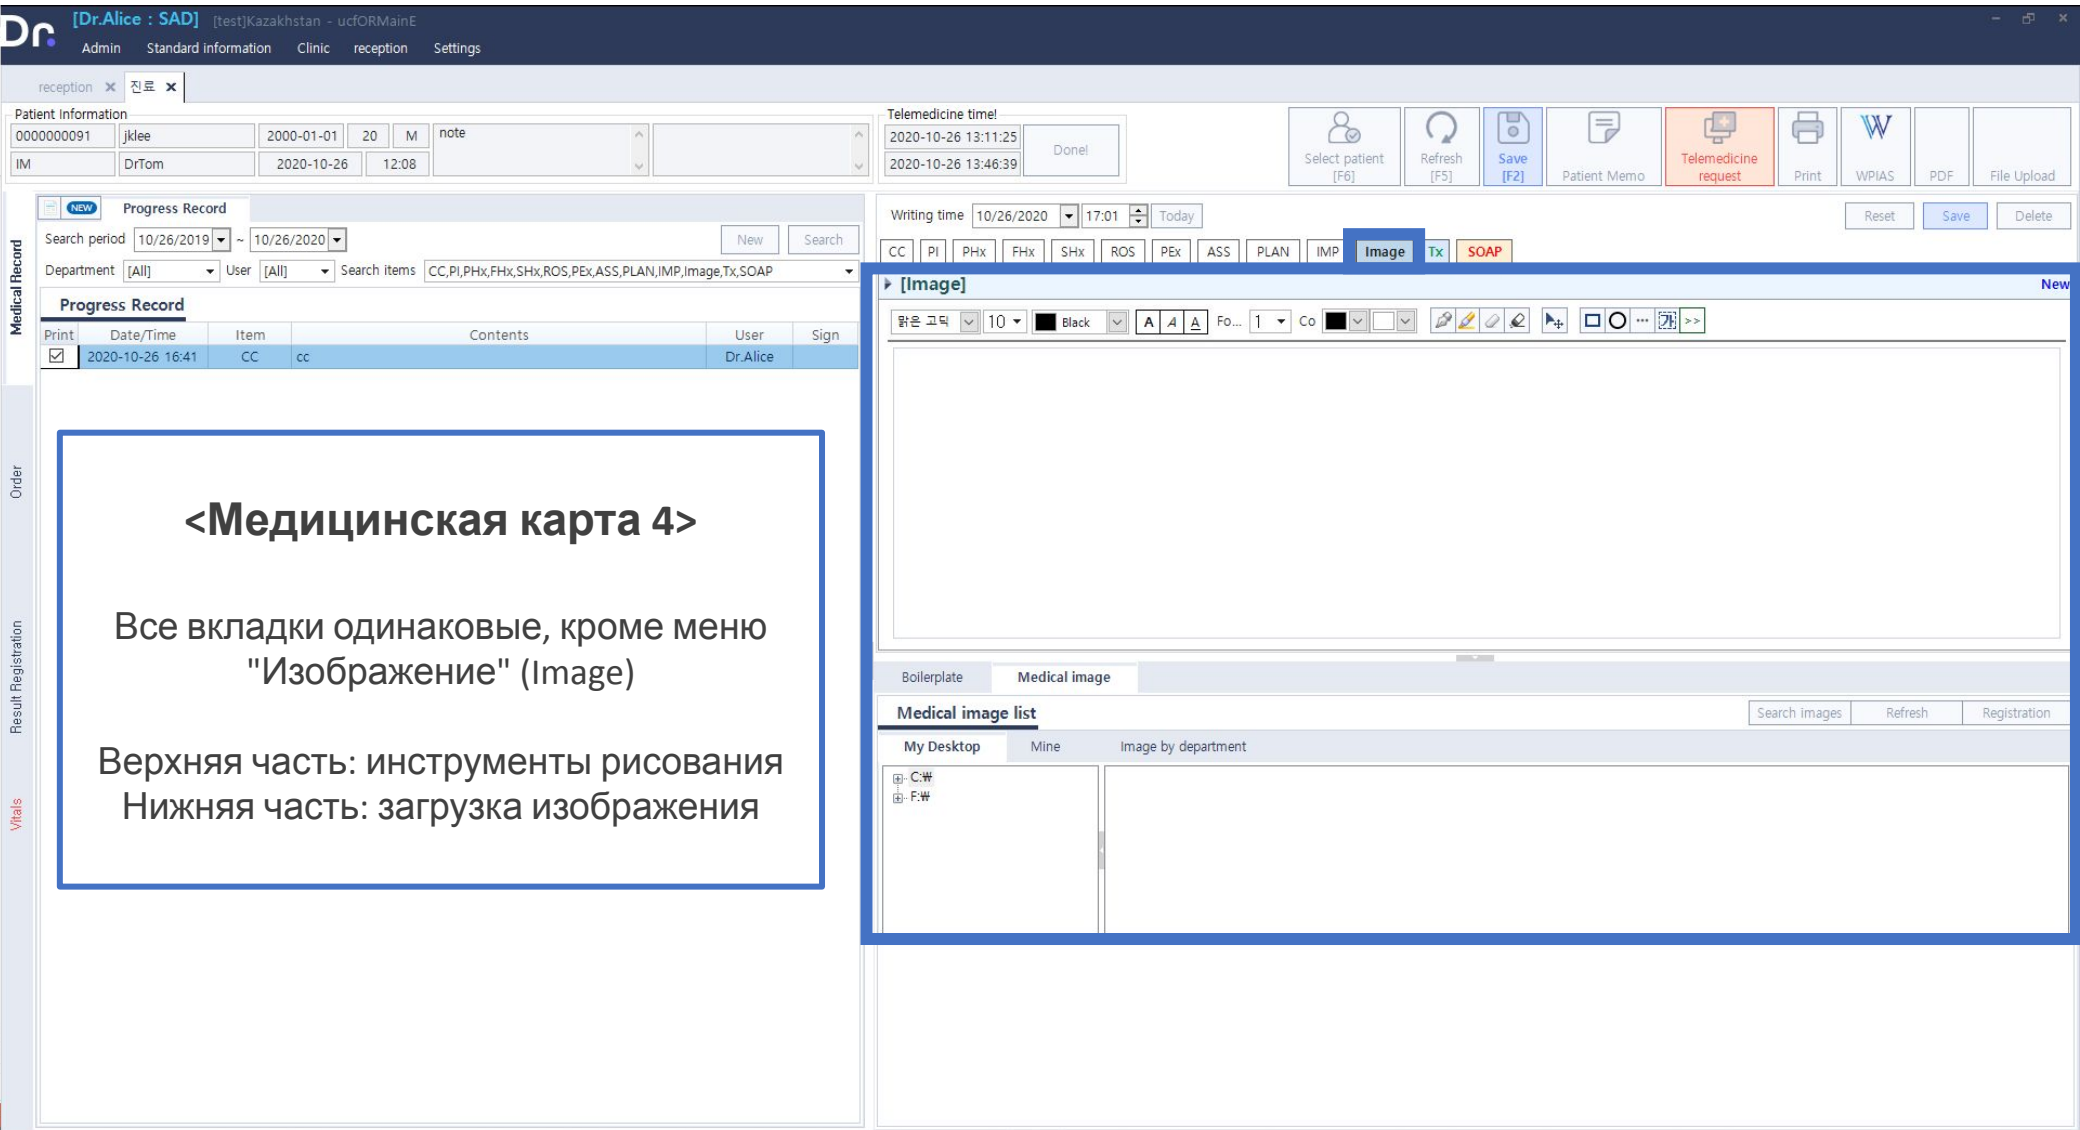 Dr. [Dr.Alice : SAD] [test]Kazakhstan - ucfORMainE
Admin Standard information Clinic reception Settings
reception 진료
Patient Information
0000000091 jklee 2000-01-01 20 M note
IM DrTom 2020-10-26 12:08
Telemedicine time!
2020-10-26 13:11:25
2020-10-26 13:46:39
Done!
Select patient [F6]
Refresh [F5]
Save [F2]
Patient Memo
Telemedicine request
Print
W
WPIAS
PDF
File Upload
Medical Record
Order
Result Registration
Vitals
NEW Progress Record
Search period 10/26/2019 ~ 10/26/2020 New Search
Department [All] User [All] Search items CC,PI,PHx,FHx,SHx,ROS,PEx,ASS,PLAN,IMP,Image,Tx,SOAP
Progress Record
Print Date/Time Item Contents User Sign
2020-10-26 16:41 CC cc Dr.Alice
<Медицинская карта 4>
Все вкладки одинаковые, кроме меню
"Изображение" (Image)
Верхняя часть: инструменты рисования
Нижняя часть: загрузка изображения
Writing time 10/26/2020 17:01 Today Reset Save Delete
CC PI PHx FHx SHx ROS PEx ASS PLAN IMP Image Tx SOAP
[Image] New
맑은 고딕 10 Black A A A Fo... 1 Co 가 >>
Boilerplate Medical image
Medical image list Search images Refresh Registration
My Desktop Mine Image by department
C:₩
F:₩